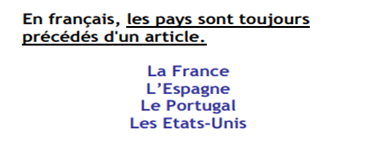 En français, les pays sont toujours
précédés d'un article.
La France
L'Espagne
Le Portugal
Les Etats-Unis